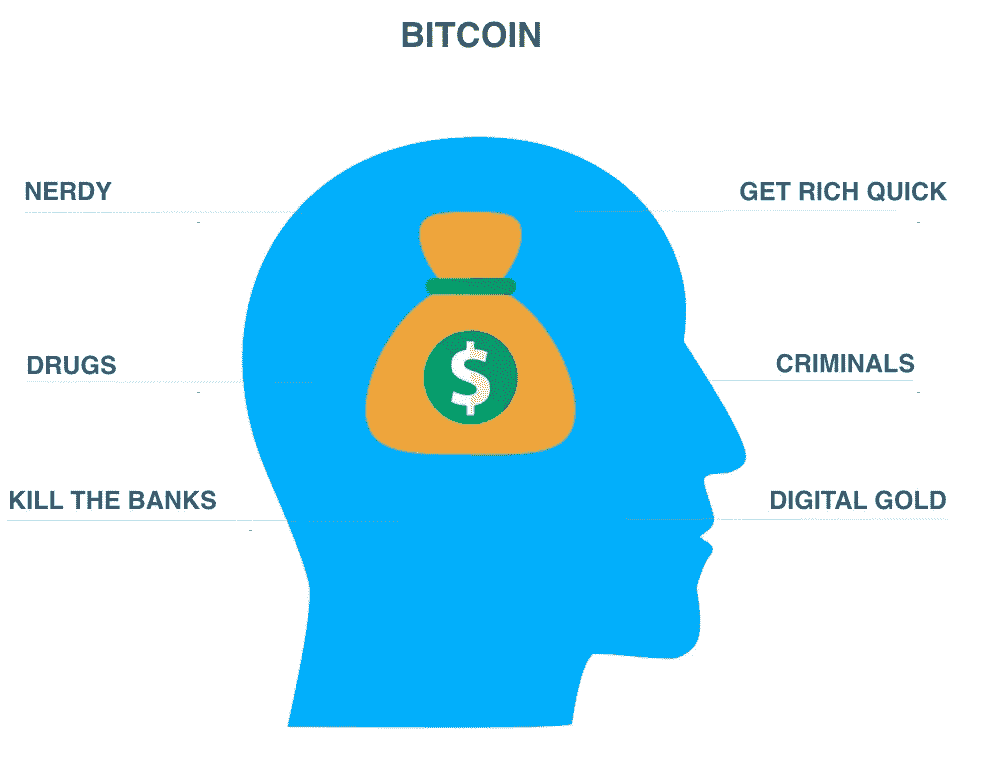 BITCOIN
NERDY
GET RICH QUICK
DRUGS
CRIMINALS
$
KILL THE BANKS
DIGITAL GOLD